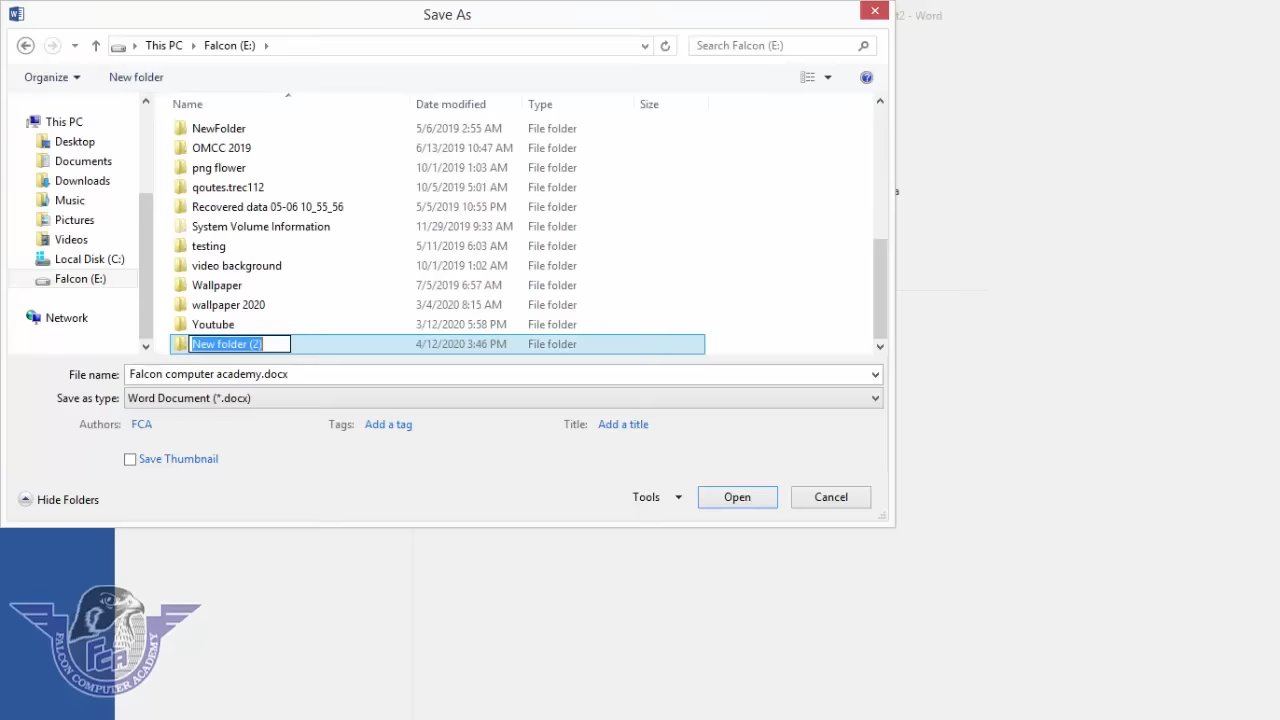 Save As
t2 - Word
This PC
Falcon (E:)
Search Falcon (E:)
Organize
New folder
Name
Date modified
Type
Size
This PC
Desktop
Documents
Downloads
Music
Pictures
Videos
Local Disk (C:)
Falcon (E:)
Network
NewFolder 5/6/2019 2:55 AM File folder
OMCC 2019 6/13/2019 10:47 AM File folder
png flower 10/1/2019 1:03 AM File folder
qoutes.trec112 10/5/2019 5:01 AM File folder
Recovered data 05-06 10_55_56 5/5/2019 10:55 PM File folder
System Volume Information 11/29/2019 9:33 AM File folder
testing 5/11/2019 6:03 AM File folder
video background 10/1/2019 1:02 AM File folder
Wallpaper 7/5/2019 6:57 AM File folder
wallpaper 2020 3/4/2020 8:15 AM File folder
Youtube 3/12/2020 5:58 PM File folder
New folder (2) 4/12/2020 3:46 PM File folder
a
File name: Falcon computer academy.docx
Save as type: Word Document (*.docx)
Authors: FCA
Tags: Add a tag
Title: Add a title
Save Thumbnail
Hide Folders
Tools
Open
Cancel
FCA
FALCON COMPUTER ACADEMY